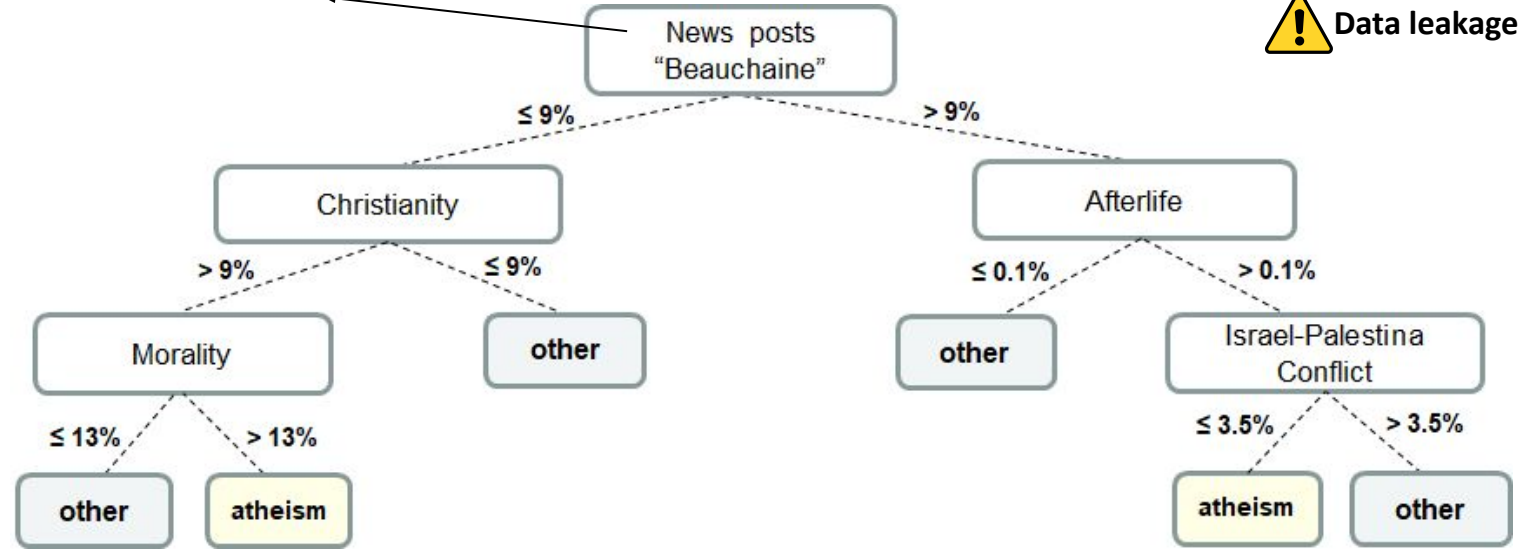 Data leakage
News posts
“Beauchaine”
≤ 9%
> 9%
Christianity
Afterlife
> 9%
≤ 9%
≤ 0.1%
> 0.1%
Morality
other
other
Israel-Palestina
Conflict
≤ 13%
> 13%
≤ 3.5%
> 3.5%
other
atheism
atheism
other